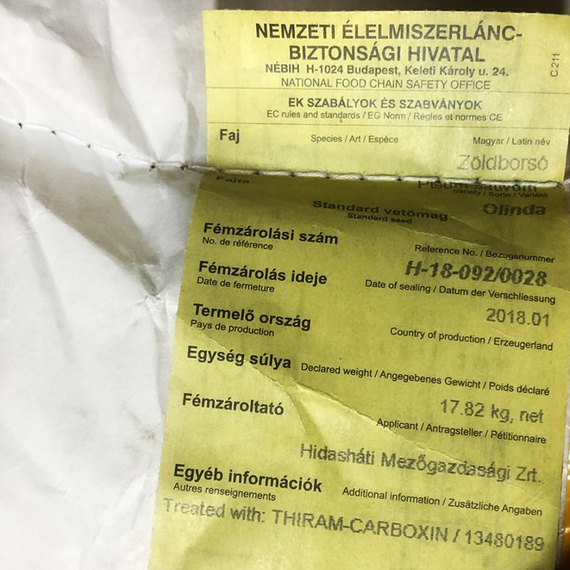 NEMZETI ÉLELMISZERLÁNC-
BIZTONSÁGI HIVATAL
NÉBIH H-1024 Budapest, Keleti Károly u. 24.
NATIONAL FOOD CHAIN SAFETY OFFICE
C 211
EK SZABÁLYOK ÉS SZABVÁNYOK
EC rules and standards / EG Norm / Règles et normes CE
Faj Species / Art / Espèce Magyar / Latin név
Zöldborsó
Pisum sativum
Fajta Variety / Sorte / Variété
Olinda
Standard vetőmag
Standard seed
Fémzárolási szám
No. de référence Reference No. / Bezugsnummer
H-18-092/0028
Fémzárolás ideje
Date de fermeture Date of sealing / Datum der Verschliessung
2018.01
Termelő ország
Pays de production Country of production / Erzeugerland
Egység súlya Declared weight / Angegebenes Gewicht / Poids déclaré
17.82 kg, net
Fémzároltató Applicant / Antragsteller / Pétitionnaire
Hidasháti Mezőgazdasági Zrt.
Egyéb információk
Autres renseignements Additional information / Zusätzliche Angaben
Treated with: THIRAM-CARBOXIN / 13480189